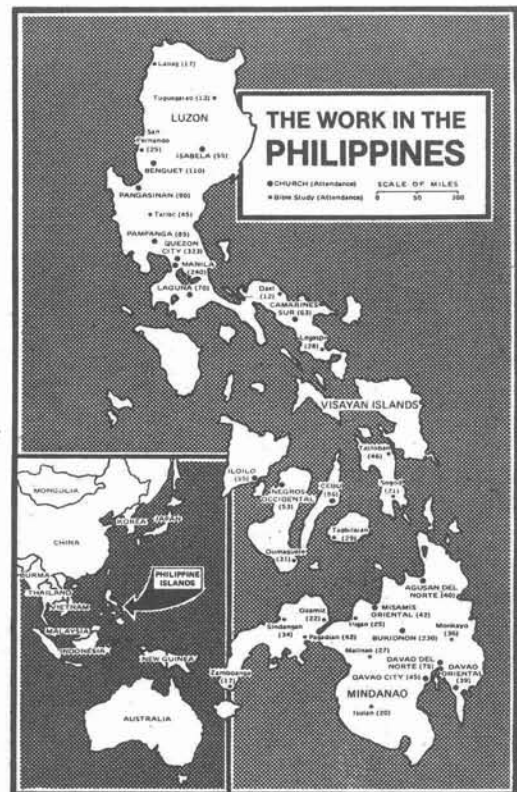 THE WORK IN THE
PHILIPPINES
CHURCH (Attendance)
Bible Study (Attendance)
SCALE OF MILES
0 50 100
Laoag (17)
Tuguegarao (12)
LUZON
San
Fernando
(25)
ISABELA (55)
BENGUET (110)
PANGASINAN (90)
Tarlac (45)
PAMPANGA (85)
QUEZON
CITY (323)
MANILA
(290)
LAGUNA (70)
Daet
(12)
CAMARINES
SUR (63)
Legaspi
(28)
VISAYAN ISLANDS
Tacloban
(46)
ILOILO
(35)
NEGROS
OCCIDENTAL
(53)
CEBU
(96)
Sogod
(21)
Tagbilaran
(29)
Dumaguete
(31)
AGUSAN DEL
NORTE (40)
MISAMIS
ORIENTAL (42)
Ozamiz
(22)
Iligan (25)
Sindangan
(34)
Pagadian (42)
BUKIDNON (230)
Monkayo
(36)
Matinao (27)
DAVAO DEL
NORTE (75)
DAVAO
ORIENTAL
(39)
DAVAO CITY (45)
Zamboanga
(17)
MINDANAO
Isulan (20)
MONGOLIA
KOREA
JAPAN
CHINA
BURMA
THAILAND
VIETNAM
PHILIPPINE
ISLANDS
MALAYSIA
INDONESIA
NEW GUINEA
AUSTRALIA